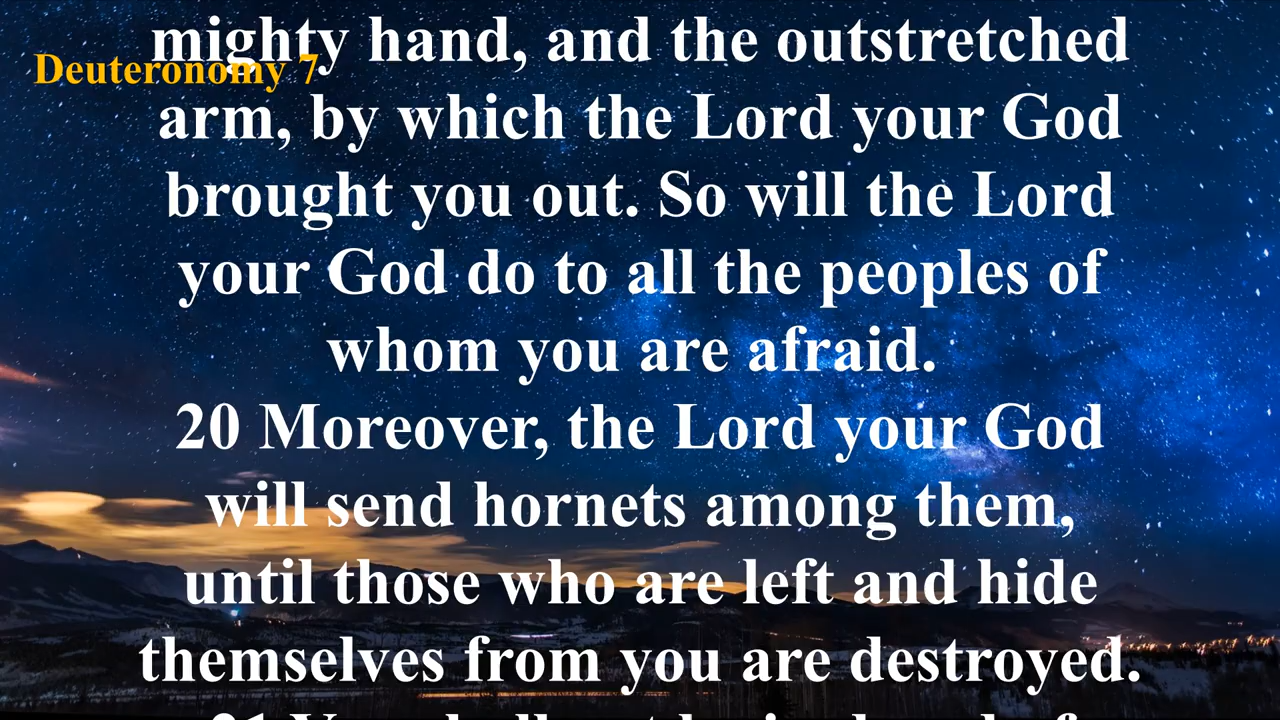 mighty hand, and the outstretched
Deuteronomy 7
arm, by which the Lord your God
brought you out. So will the Lord
your God do to all the peoples of
whom you are afraid.
20 Moreover, the Lord your God
will send hornets among them,
until those who are left and hide
themselves from you are destroyed.